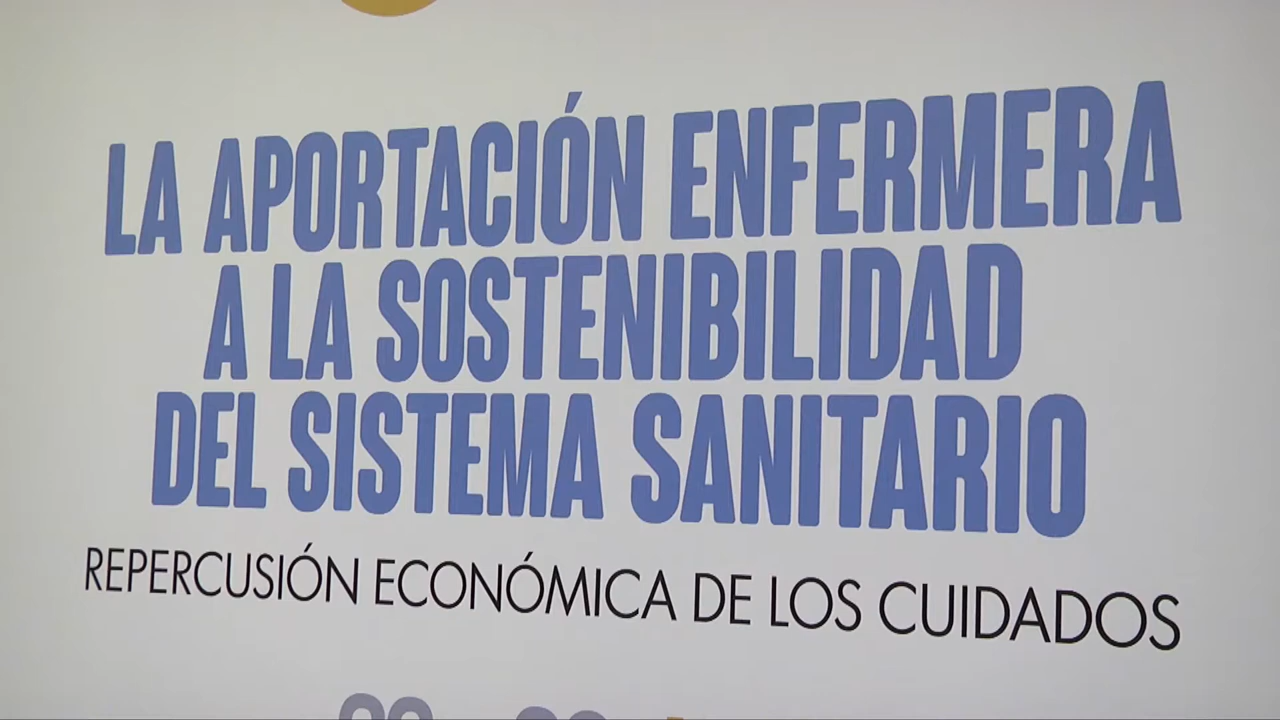 LA APORTACIÓN ENFERMERA
A LA SOSTENIBILIDAD
DEL SISTEMA SANITARIO
REPERCUSIÓN ECONÓMICA DE LOS CUIDADOS